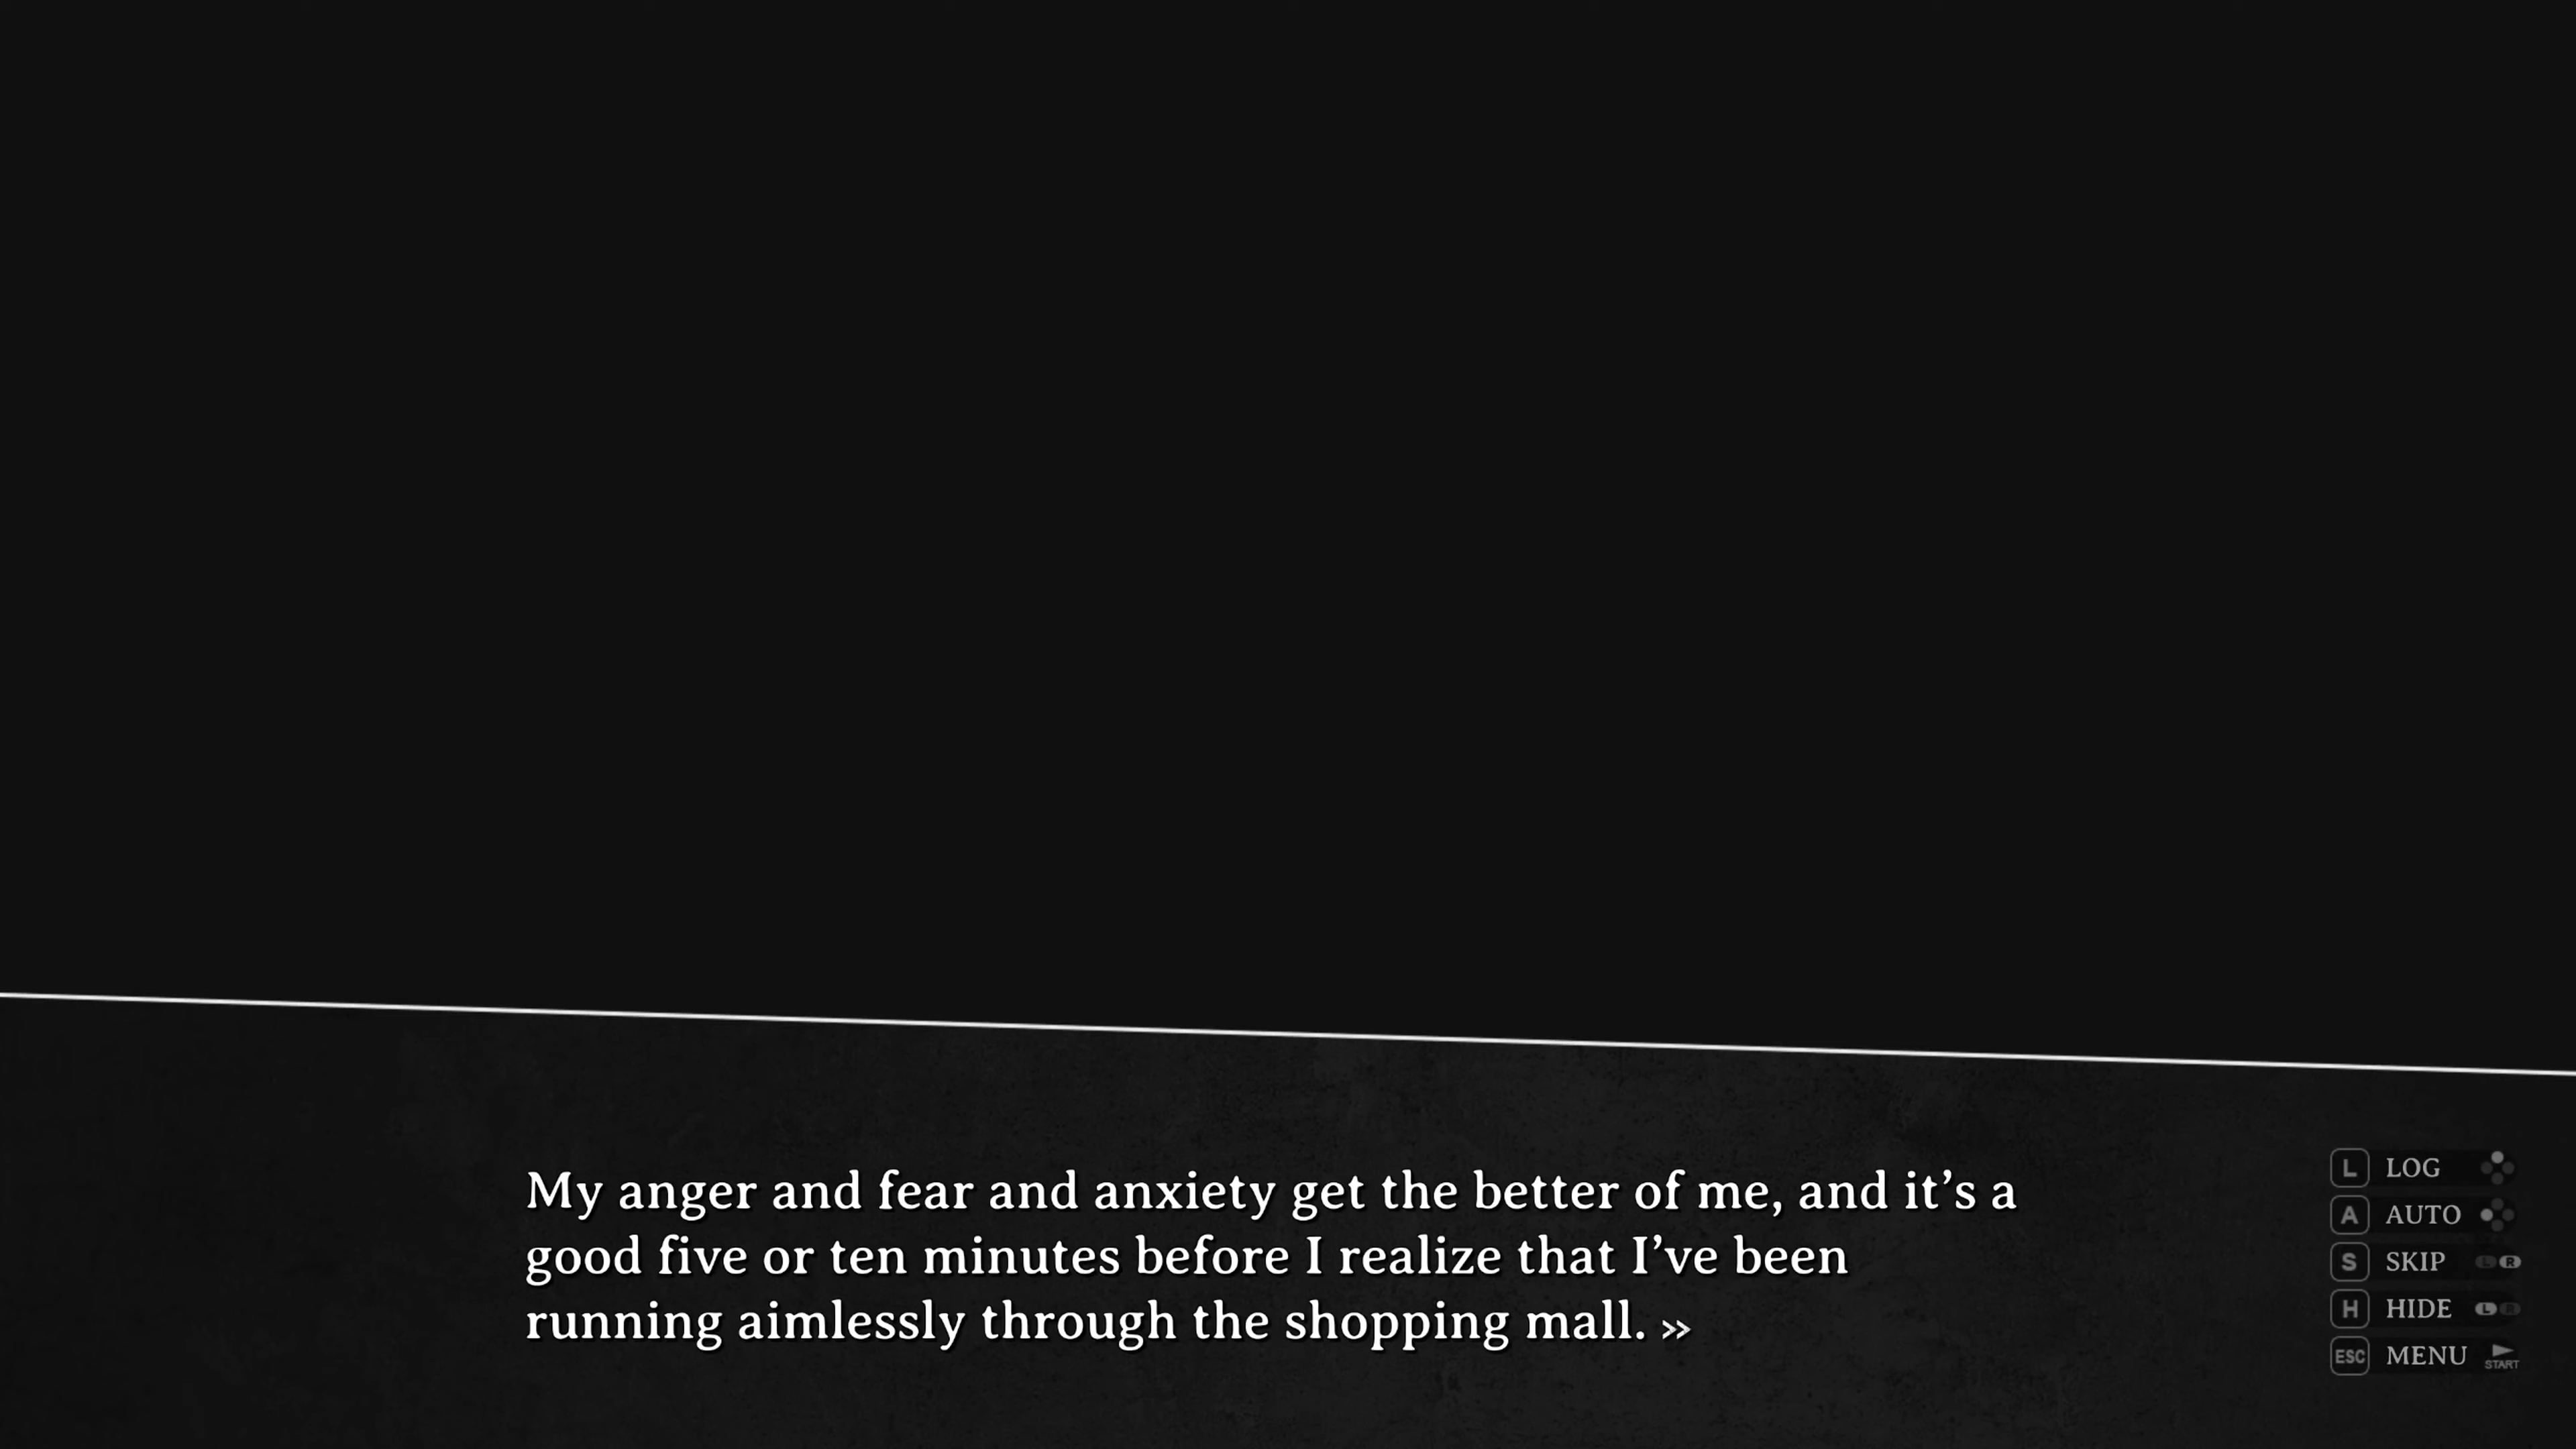 My anger and fear and anxiety get the better of me, and it’s a
good five or ten minutes before I realize that I’ve been
running aimlessly through the shopping mall. »
L LOG
A AUTO
S SKIP L R
H HIDE L R
ESC MENU START